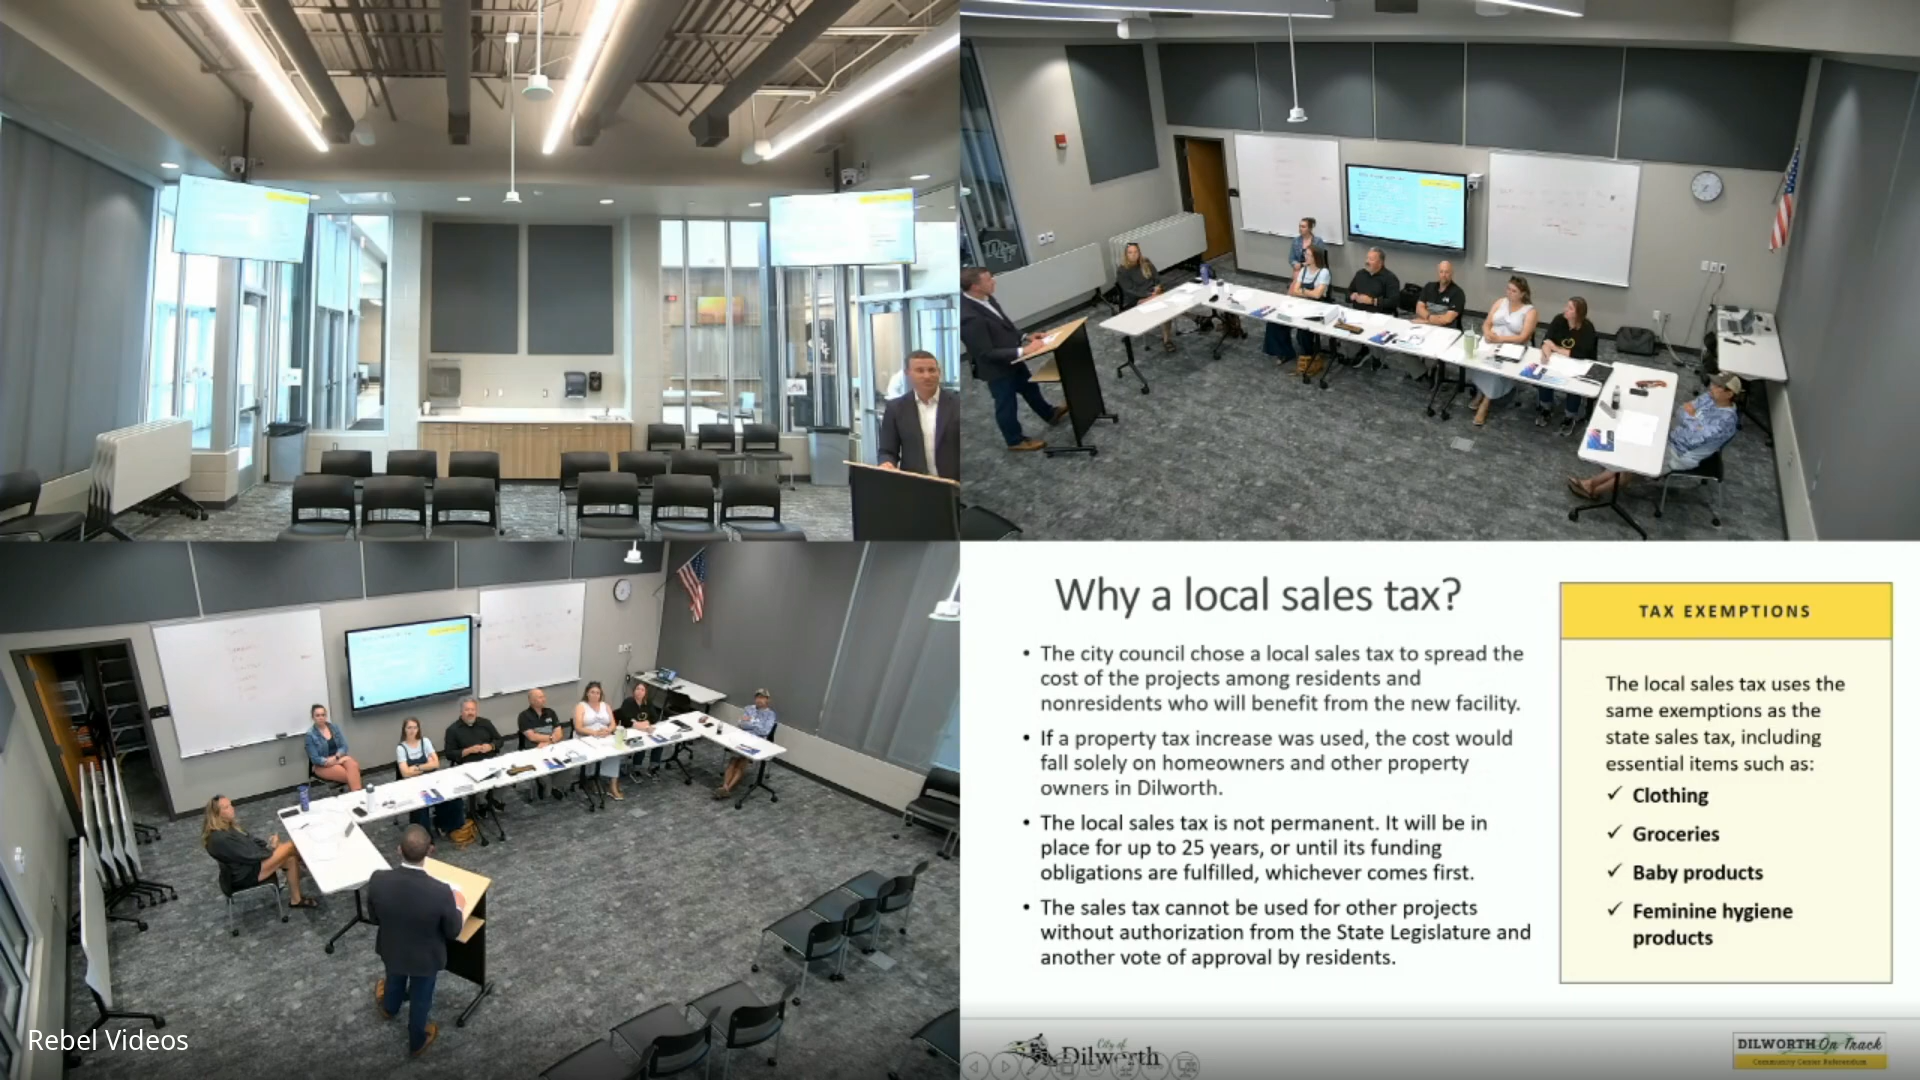 Why a local sales tax?
• The city council chose a local sales tax to spread the
cost of the projects among residents and
nonresidents who will benefit from the new facility.
• If a property tax increase was used, the cost would
fall solely on homeowners and other property
owners in Dilworth.
• The local sales tax is not permanent. It will be in
place for up to 25 years, or until its funding
obligations are fulfilled, whichever comes first.
• The sales tax cannot be used for other projects
without authorization from the State Legislature and
another vote of approval by residents.
TAX EXEMPTIONS
The local sales tax uses the
same exemptions as the
state sales tax, including
essential items such as:
✓ Clothing
✓ Groceries
✓ Baby products
✓ Feminine hygiene
products
Rebel Videos
City of
Dilworth
DILWORTH On Track
Community Center Referendum